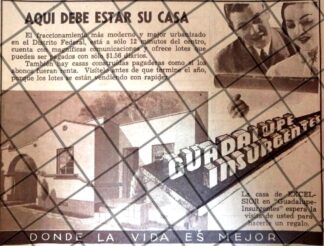 AQUI DEBE ESTAR SU CASA
El fraccionamiento más moderno y mejor urbanizado
en el Distrito Federal, está a sólo 12 minutos del centro,
cuenta con magníficas comunicaciones y ofrece lotes que
pueden ser pagados con sólo $1.56 diarios.
También hay casas construídas pagaderas como si los
abonos fueran renta. Visítelo antes de que termine el año,
porque los lotes se están vendiendo con rapidez.
GUADALUPE
INSURGENTES
La casa de EXCEL-
SIOR en "Guadalupe-
Insurgentes" espera la
visita de usted para
hacerle un regalo.
DONDE LA VIDA ES MEJOR